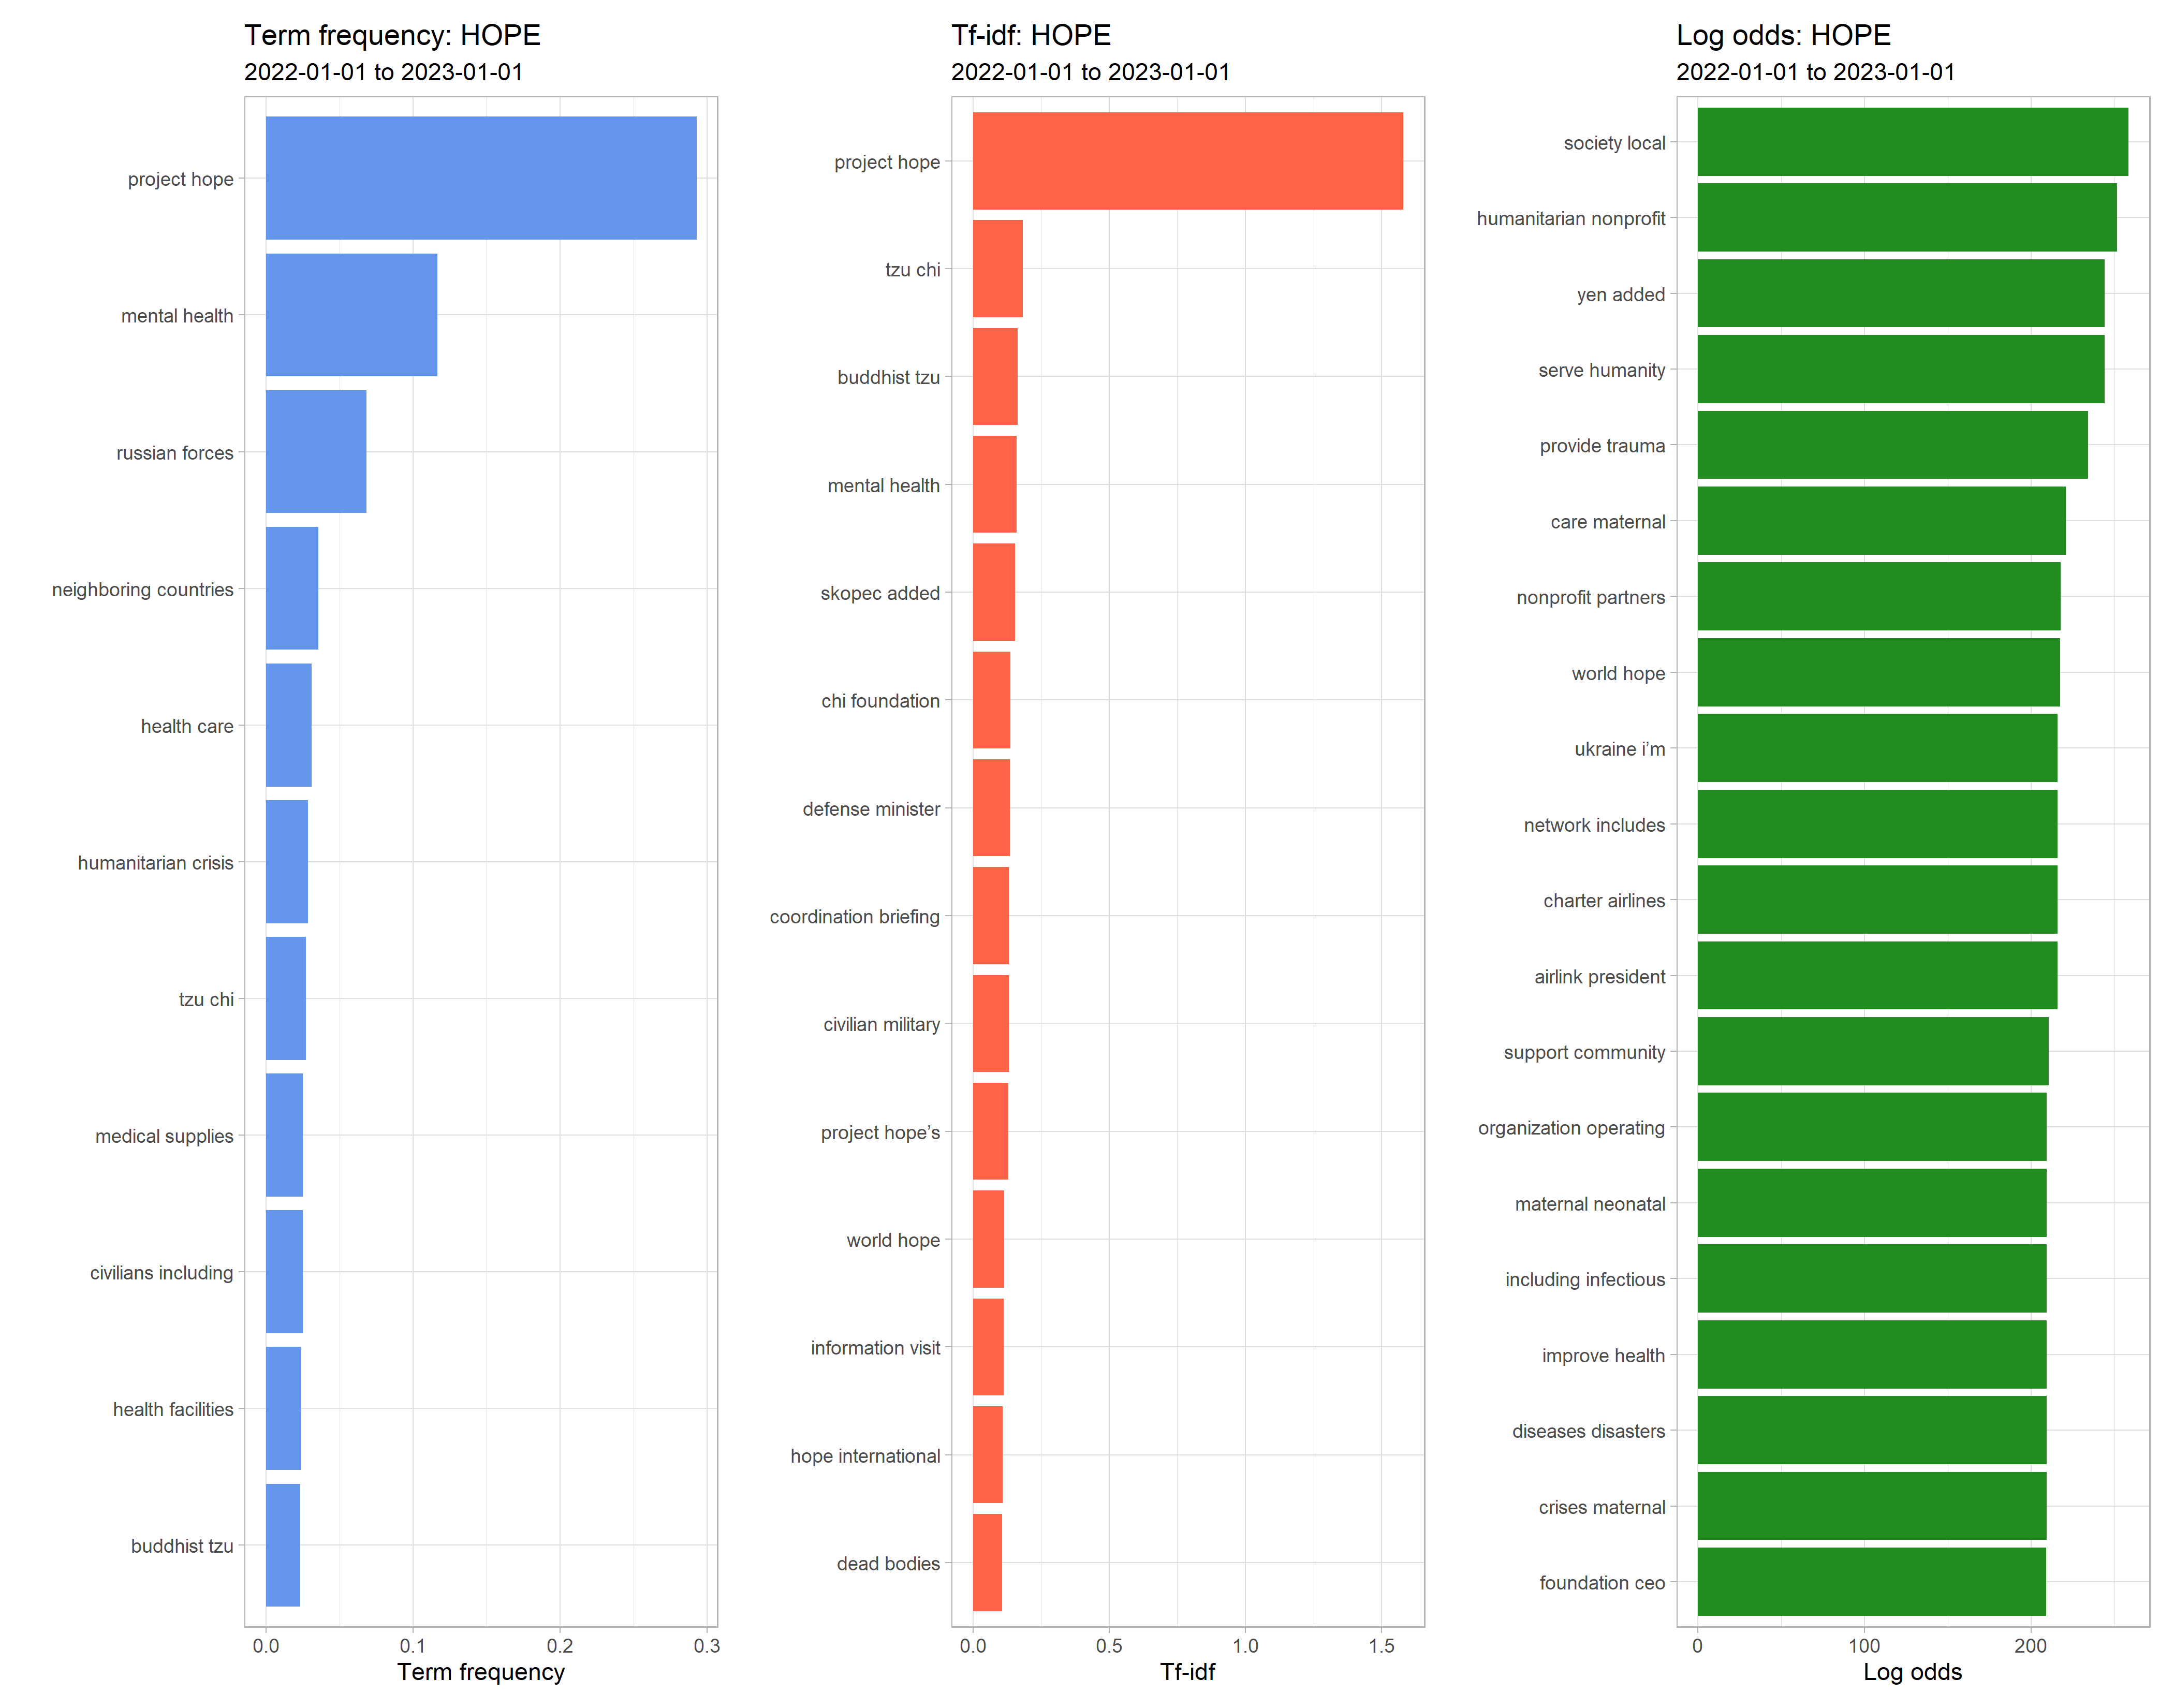 Term frequency: HOPE
2022-01-01 to 2023-01-01
project hope
mental health
russian forces
neighboring countries
health care
humanitarian crisis
tzu chi
medical supplies
civilians including
health facilities
buddhist tzu
0.0 0.1 0.2 0.3
Term frequency
Tf-idf: HOPE
2022-01-01 to 2023-01-01
project hope
tzu chi
buddhist tzu
mental health
skopec added
chi foundation
defense minister
coordination briefing
civilian military
project hope’s
world hope
information visit
hope international
dead bodies
0.0 0.5 1.0 1.5
Tf-idf
Log odds: HOPE
2022-01-01 to 2023-01-01
society local
humanitarian nonprofit
yen added
serve humanity
provide trauma
care maternal
nonprofit partners
world hope
ukraine i’m
network includes
charter airlines
airlink president
support community
organization operating
maternal neonatal
including infectious
improve health
diseases disasters
crises maternal
foundation ceo
0 100 200
Log odds